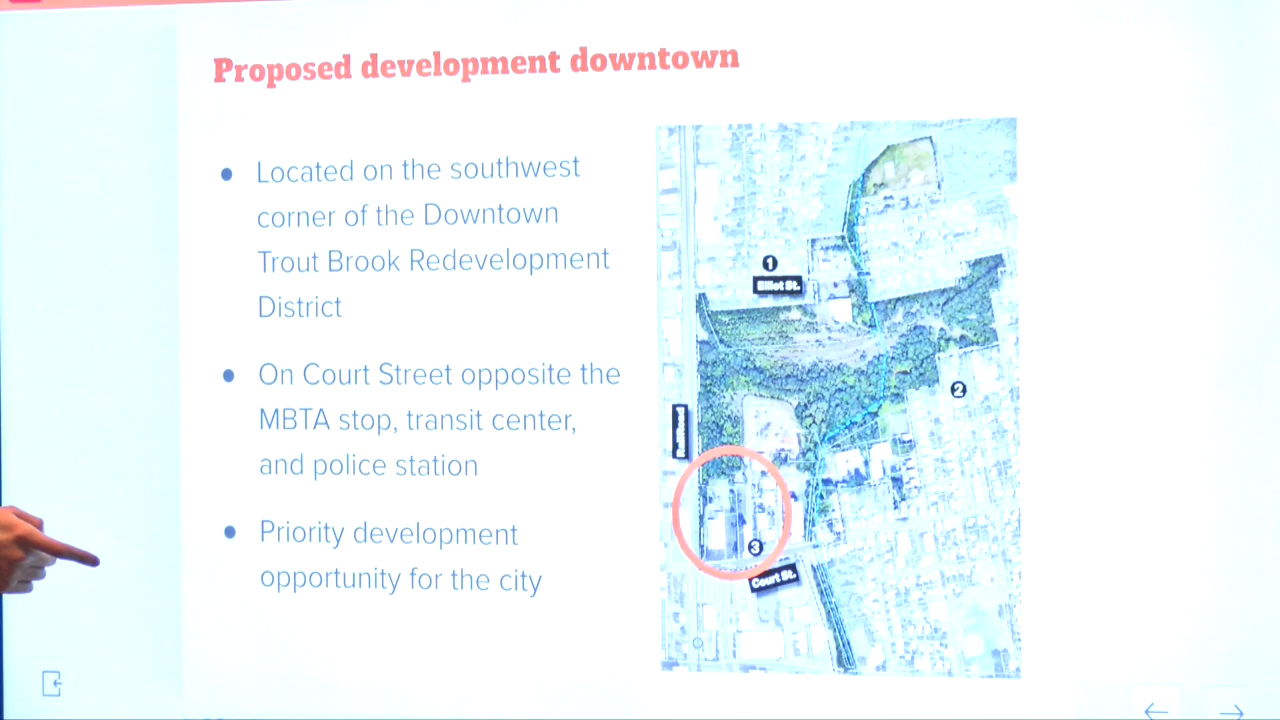 Proposed development downtown
● Located on the southwest
corner of the Downtown
Trout Brook Redevelopment
District
● On Court Street opposite the
MBTA stop, transit center,
and police station
● Priority development
opportunity for the city
1
Elliot St.
2
Railroad
3
Court St.